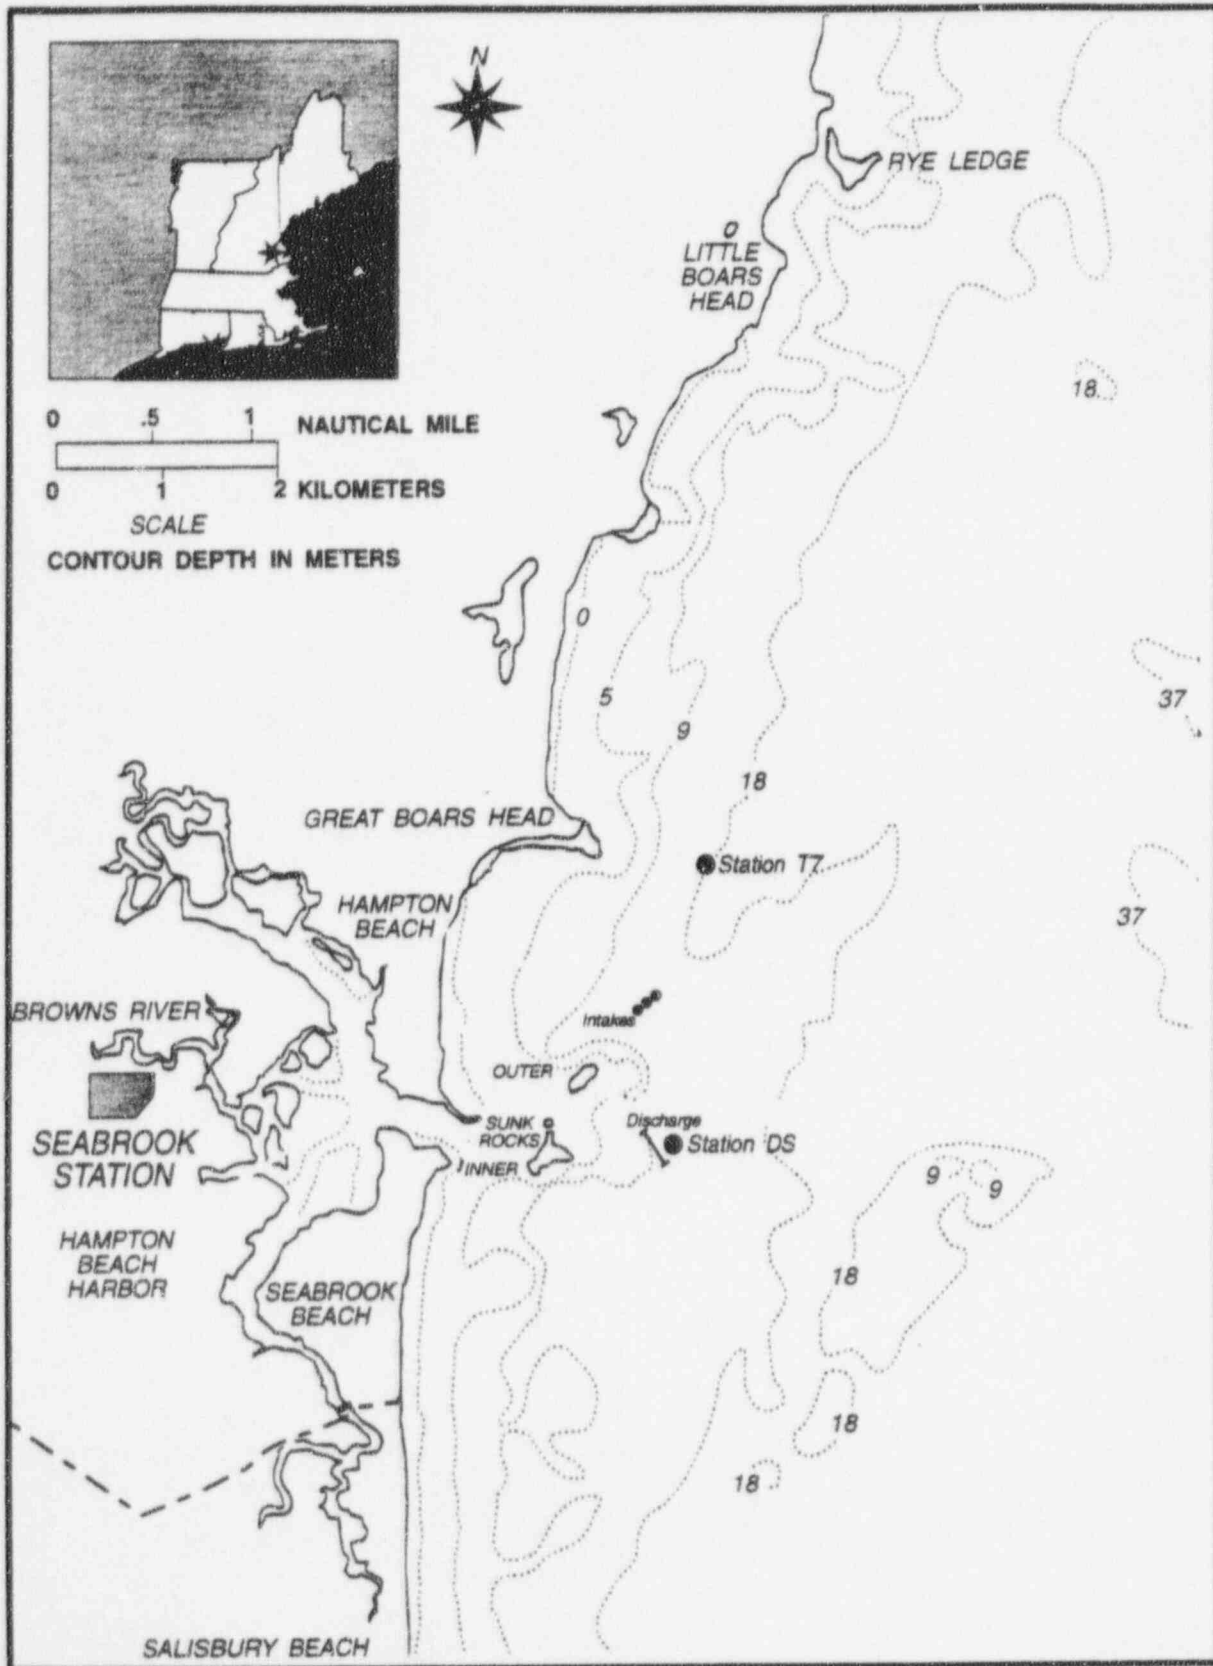 N
RYE LEDGE
LITTLE
BOARS
HEAD
18
0 .5 1 NAUTICAL MILE
0 1 2 KILOMETERS
SCALE
CONTOUR DEPTH IN METERS
0
5
37
9
18
GREAT BOARS HEAD
Station T7
HAMPTON
BEACH
37
BROWNS RIVER
Intakes
OUTER
SUNK
ROCKS
Discharge
Station DS
SEABROOK
STATION
INNER
9
9
HAMPTON
BEACH
HARBOR
SEABROOK
BEACH
18
18
18
SALISBURY BEACH